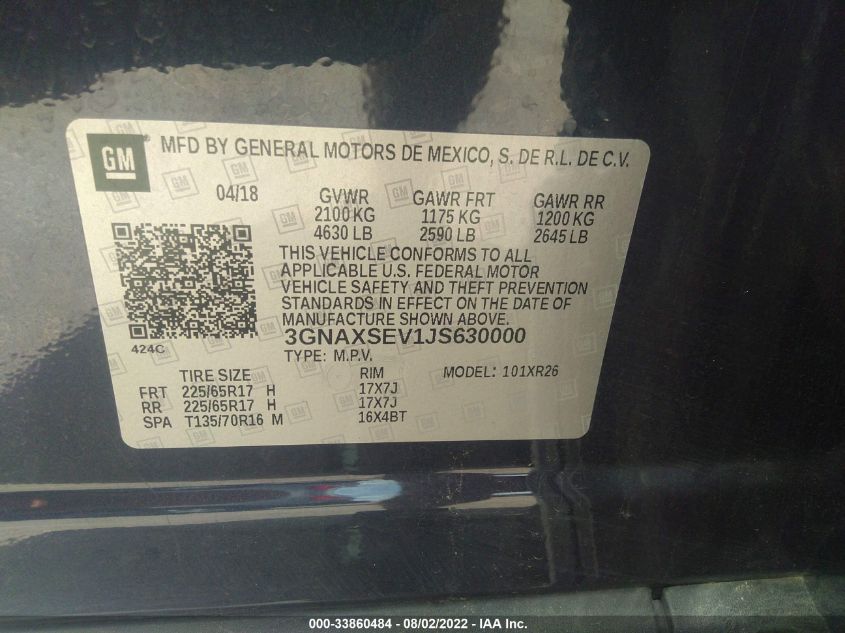 GM
MFD BY GENERAL MOTORS DE MEXICO, S. DE R.L. DE C.V.
04/18 GVWR GAWR FRT GAWR RR
2100 KG 1175 KG 1200 KG
4630 LB 2590 LB 2645 LB
THIS VEHICLE CONFORMS TO ALL
APPLICABLE U.S. FEDERAL MOTOR
VEHICLE SAFETY AND THEFT PREVENTION
STANDARDS IN EFFECT ON THE DATE OF
MANUFACTURE SHOWN ABOVE.
424C
3GNAXSEV1JS630000
TYPE: M.P.V.
TIRE SIZE RIM MODEL: 101XR26
FRT 225/65R17 H 17X7J
RR 225/65R17 H 17X7J
SPA T135/70R16 M 16X4BT
000-33860484 - 08/02/2022 - IAA Inc.